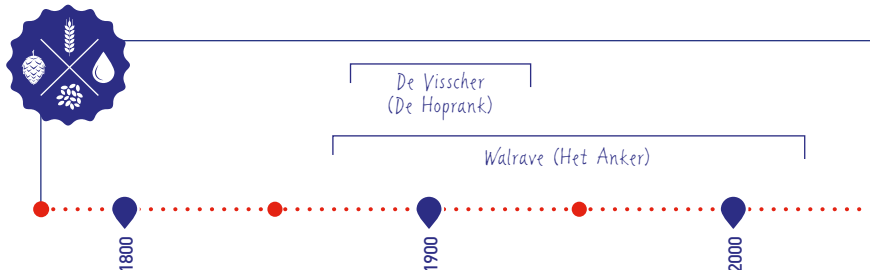 De Visscher
(De Hoprank)
Walrave (Het Anker)
1800
1900
2000